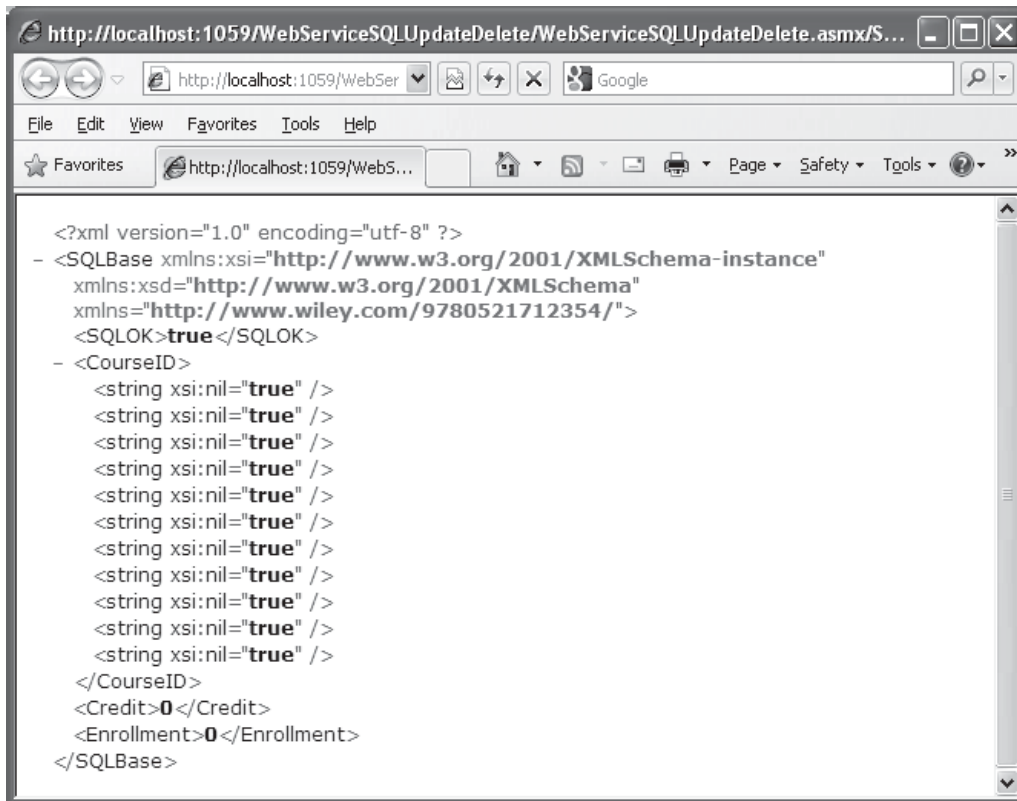 http://localhost:1059/WebServiceSQLUpdateDelete/WebServiceSQLUpdateDelete.asmx/S...
http://localhost:1059/WebSer
Google
File Edit View Favorites Tools Help
Favorites
http://localhost:1059/WebS...
Page Safety Tools
<?xml version="1.0" encoding="utf-8" ?>
- <SQLBase xmlns:xsi="http://www.w3.org/2001/XMLSchema-instance"
xmlns:xsd="http://www.w3.org/2001/XMLSchema"
xmlns="http://www.wiley.com/9780521712354/">
<SQLOK>true</SQLOK>
- <CourseID>
<string xsi:nil="true" />
<string xsi:nil="true" />
<string xsi:nil="true" />
<string xsi:nil="true" />
<string xsi:nil="true" />
<string xsi:nil="true" />
<string xsi:nil="true" />
<string xsi:nil="true" />
<string xsi:nil="true" />
<string xsi:nil="true" />
<string xsi:nil="true" />
</CourseID>
<Credit>0</Credit>
<Enrollment>0</Enrollment>
</SQLBase>